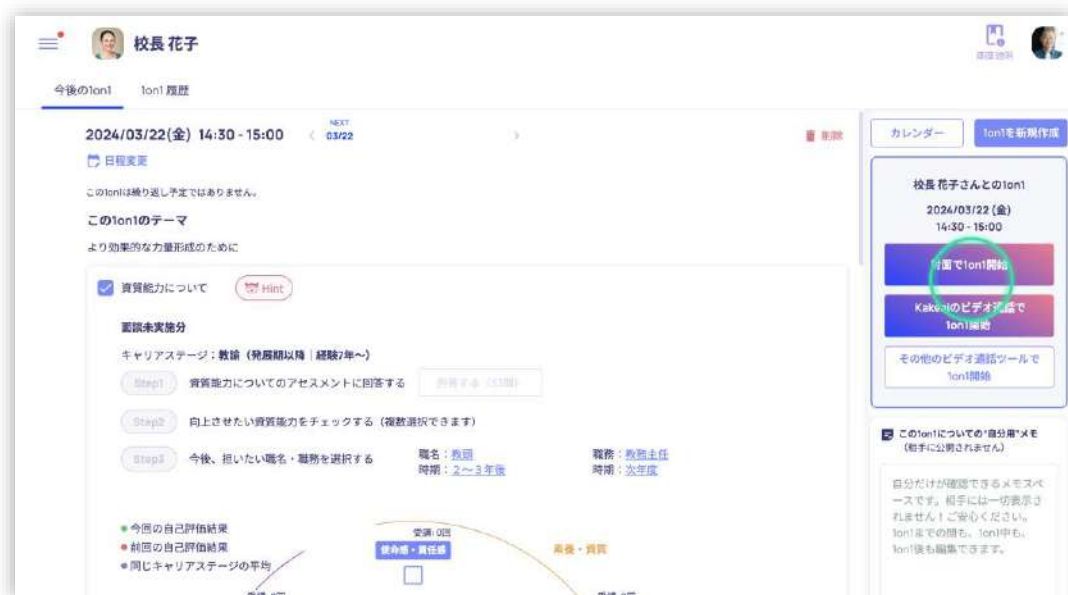 校長 花子
今後の1on1
1on1 履歴
2024/03/22(金) 14:30 - 15:00
NEXT
03/22
削除
日程変更
この1on1は繰り返し予定ではありません。
この1on1のテーマ
より効果的な力量形成のために
資質能力について
Hint
面談未実施分
キャリアステージ：教諭（発展期以降｜経験7年〜）
Step1
資質能力についてのアセスメントに回答する
Step2
向上させたい資質能力をチェックする（複数選択できます）
Step3
今後、担いたい職名・職務を選択する
職名：教頭
時期：２〜３年後
職務：教務主任
時期：次年度
今回の自己評価結果
前回の自己評価結果
同じキャリアステージの平均
受講: 0回
使命感・責任感
素養・資質
カレンダー
1on1を新規作成
校長 花子さんとの1on1
2024/03/22 (金)
14:30 - 15:00
対面で1on1開始
Kakeaiのビデオ通話で
1on1開始
その他のビデオ通話ツールで
1on1開始
この1on1についての"自分用"メモ
（相手に公開されません）
自分だけが確認できるメモスペ
ースです。相手には一切表示さ
れません！ご安心ください。
1on1までの間も、1on1中も、
1on1後も編集できます。